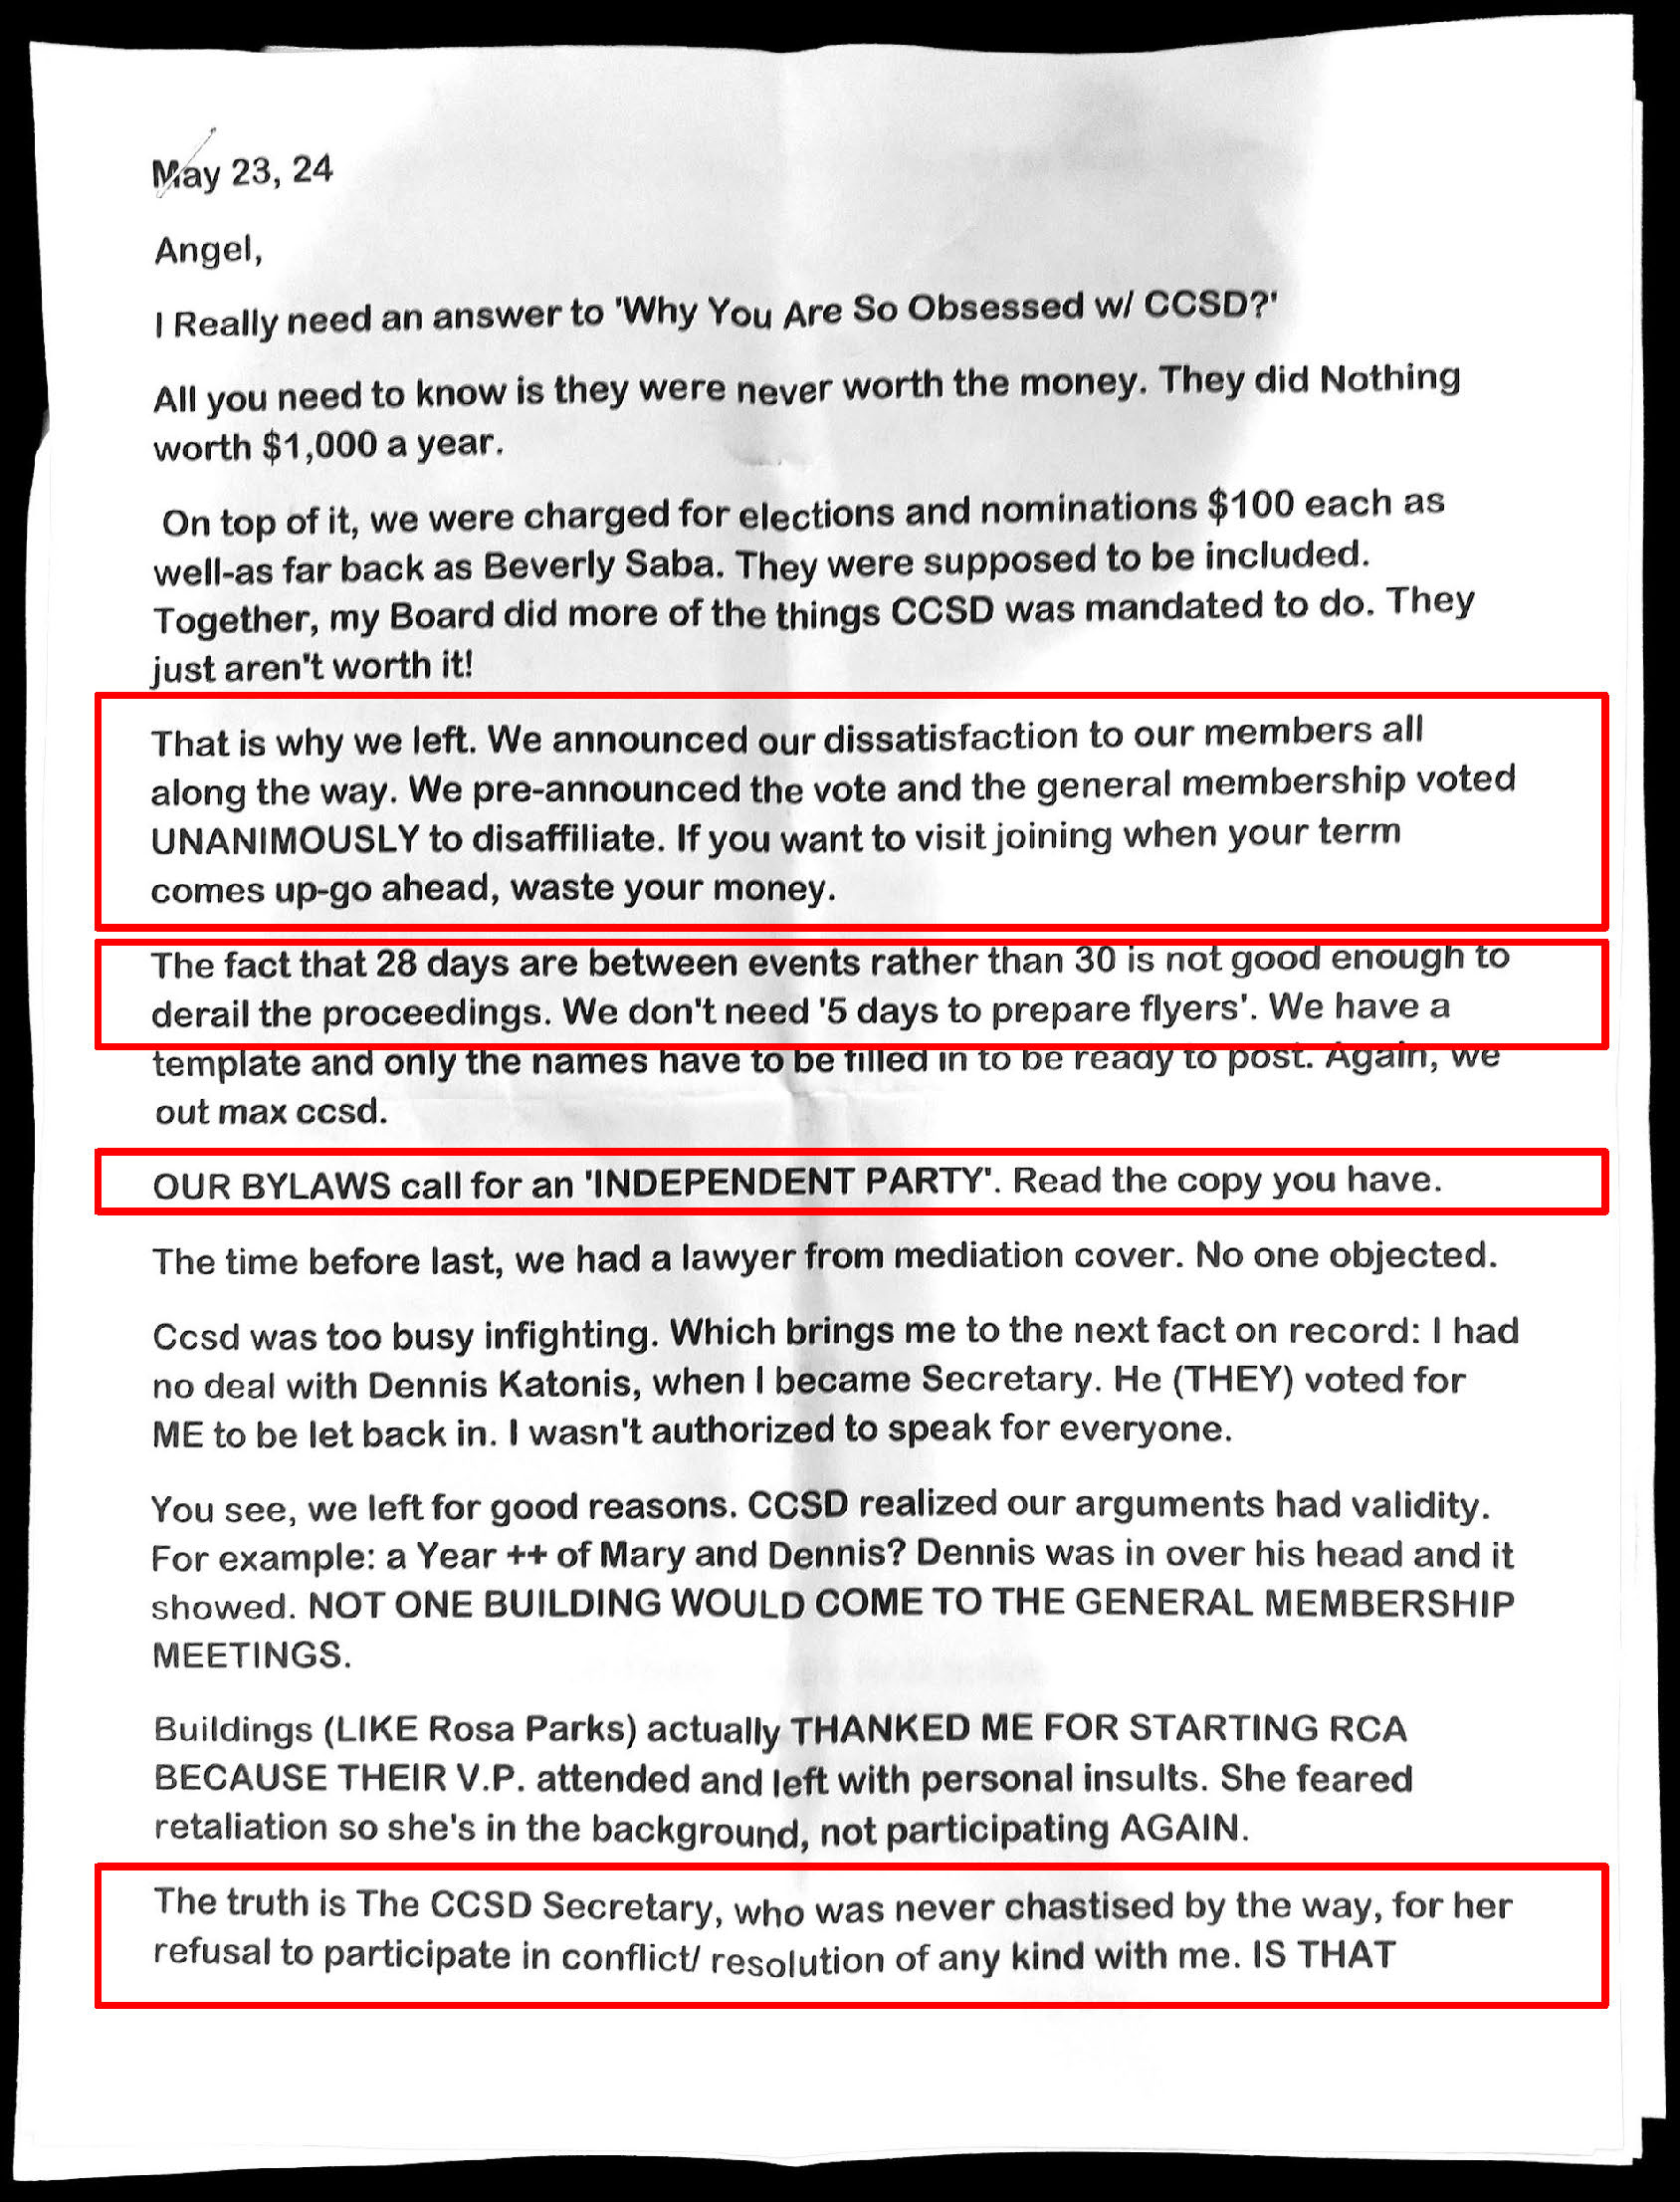 May 23, 24
Angel,
I Really need an answer to 'Why You Are So Obsessed w/ CCSD?'
All you need to know is they were never worth the money. They did Nothing
worth $1,000 a year.
On top of it, we were charged for elections and nominations $100 each as
well-as far back as Beverly Saba. They were supposed to be included.
Together, my Board did more of the things CCSD was mandated to do. They
just aren't worth it!
That is why we left. We announced our dissatisfaction to our members all
along the way. We pre-announced the vote and the general membership voted
UNANIMOUSLY to disaffiliate. If you want to visit joining when your term
comes up-go ahead, waste your money.
The fact that 28 days are between events rather than 30 is not good enough to
derail the proceedings. We don't need '5 days to prepare flyers'. We have a
template and only the names have to be filled in to be ready to post. Again, we
out max ccsd.
OUR BYLAWS call for an 'INDEPENDENT PARTY'. Read the copy you have.
The time before last, we had a lawyer from mediation cover. No one objected.
Ccsd was too busy infighting. Which brings me to the next fact on record: I had
no deal with Dennis Katonis, when I became Secretary. He (THEY) voted for
ME to be let back in. I wasn't authorized to speak for everyone.
You see, we left for good reasons. CCSD realized our arguments had validity.
For example: a Year ++ of Mary and Dennis? Dennis was in over his head and it
showed. NOT ONE BUILDING WOULD COME TO THE GENERAL MEMBERSHIP
MEETINGS.
Buildings (LIKE Rosa Parks) actually THANKED ME FOR STARTING RCA
BECAUSE THEIR V.P. attended and left with personal insults. She feared
retaliation so she's in the background, not participating AGAIN.
The truth is The CCSD Secretary, who was never chastised by the way, for her
refusal to participate in conflict/ resolution of any kind with me. IS THAT